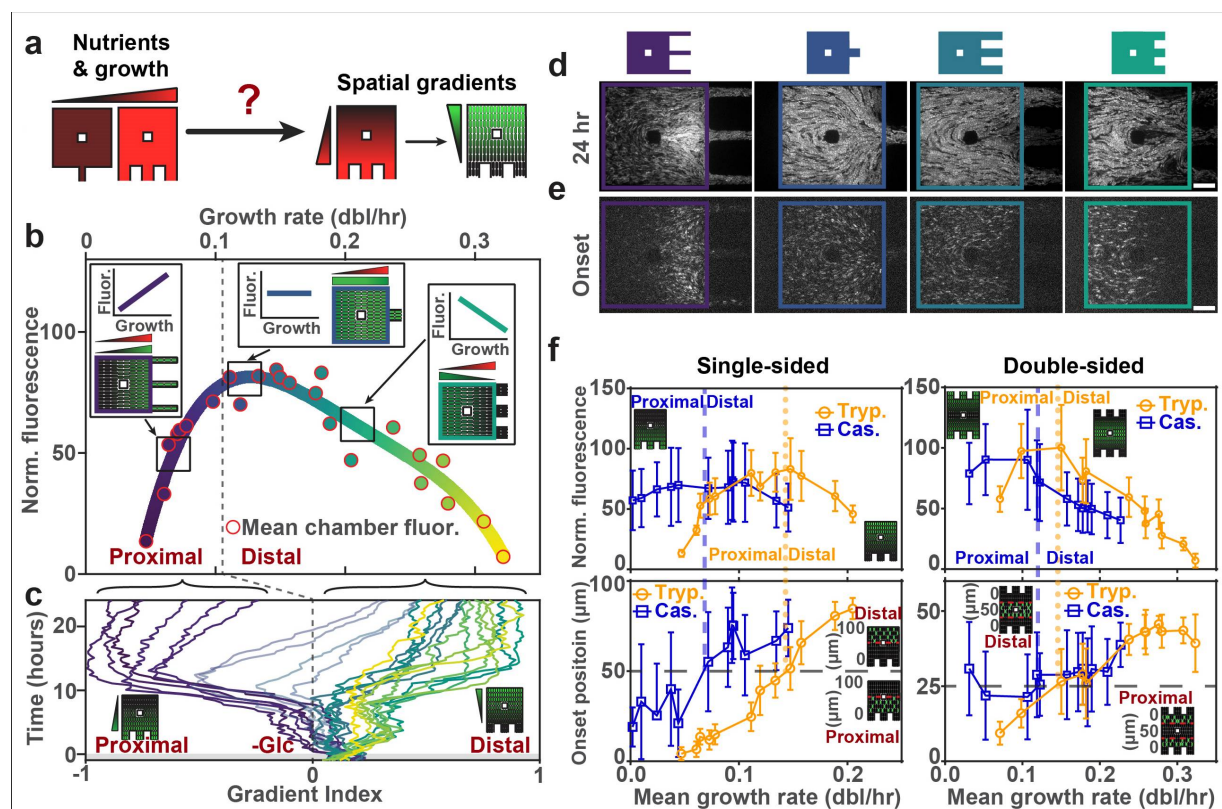 a
Nutrients
& growth
?
Spatial gradients
b
Growth rate (dbl/hr)
0
0.1
0.2
0.3
Norm. fluorescence
100
50
0
Fluor.
Growth
Fluor.
Growth
Fluor.
Growth
Mean chamber fluor.
Proximal
Distal
c
Time (hours)
20
10
0
Proximal
-Glc
Distal
-1
0
1
Gradient Index
d
24 hr
e
Onset
f
Single-sided
Double-sided
Norm. fluorescence
150
100
50
0
Proximal
Distal
Tryp.
Cas.
Proximal
Distal
150
100
50
0
Proximal
Distal
Tryp.
Cas.
Proximal
Distal
Onset positoin (µm)
100
50
0
Tryp.
Cas.
Distal
(µm)
100
0
(µm)
100
0
Proximal
0.0
0.1
0.2
Mean growth rate (dbl/hr)
50
25
0
(µm)
0
50
0
Distal
Tryp.
Cas.
Proximal
(µm)
0
50
0
0.0
0.1
0.2
0.3
Mean growth rate (dbl/hr)